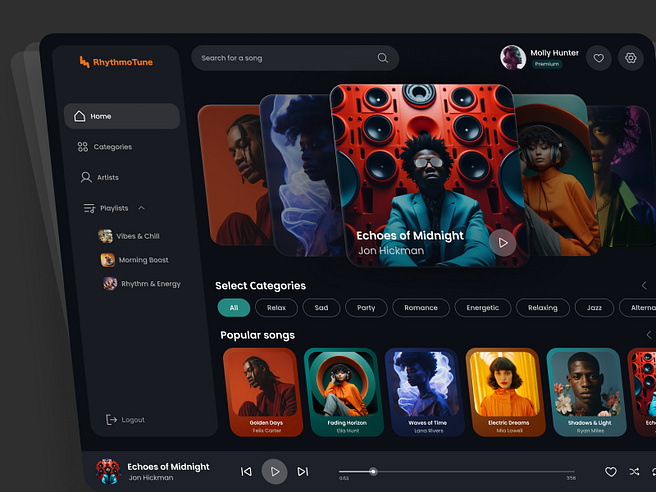 RhythmoTune
Search for a song
Molly Hunter
Premium
Home
Categories
Artists
Playlists
Vibes & Chill
Morning Boost
Rhythm & Energy
Logout
Echoes of Midnight
Jon Hickman
Select Categories
All
Relax
Sad
Party
Romance
Energetic
Relaxing
Jazz
Alterna
Popular songs
Golden Days
Felix Carter
Fading Horizon
Ella Hunt
Waves of Time
Lana Rivers
Electric Dreams
Mia Lowell
Shadows & Light
Ryan Miles
Echoes of Midnight
Jon Hickman
0:53